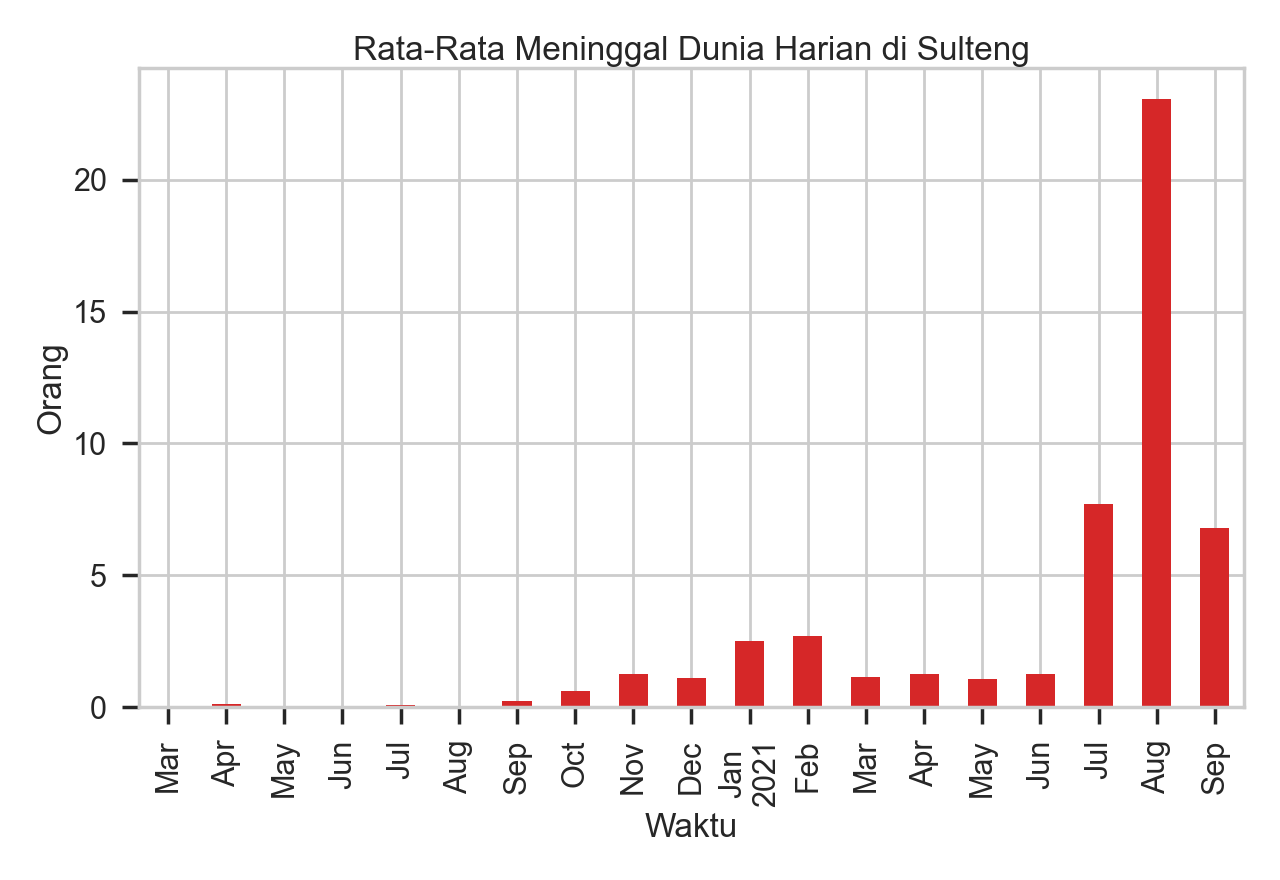 Rata-Rata Meninggal Dunia Harian di Sulteng
20
15
10
5
0
Orang
Mar
Apr
May
Jun
Jul
Aug
Sep
Oct
Nov
Dec
Jan
2021
Feb
Mar
Apr
May
Jun
Jul
Aug
Sep
Waktu